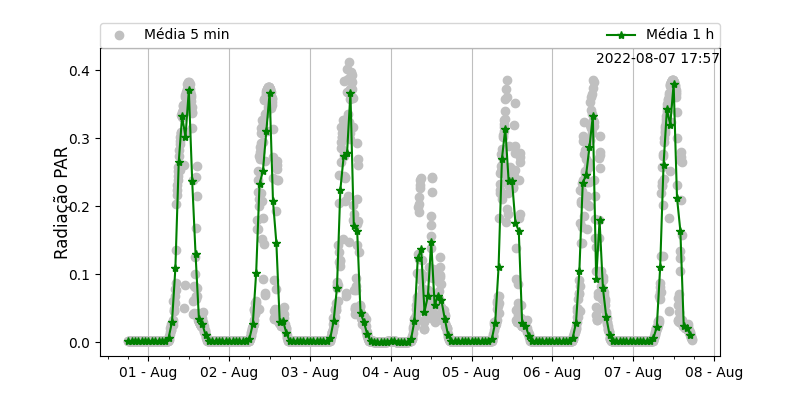 Média 5 min
Média 1 h
2022-08-07 17:57
Radiação PAR
0.4
0.3
0.2
0.1
0.0
01 - Aug
02 - Aug
03 - Aug
04 - Aug
05 - Aug
06 - Aug
07 - Aug
08 - Aug